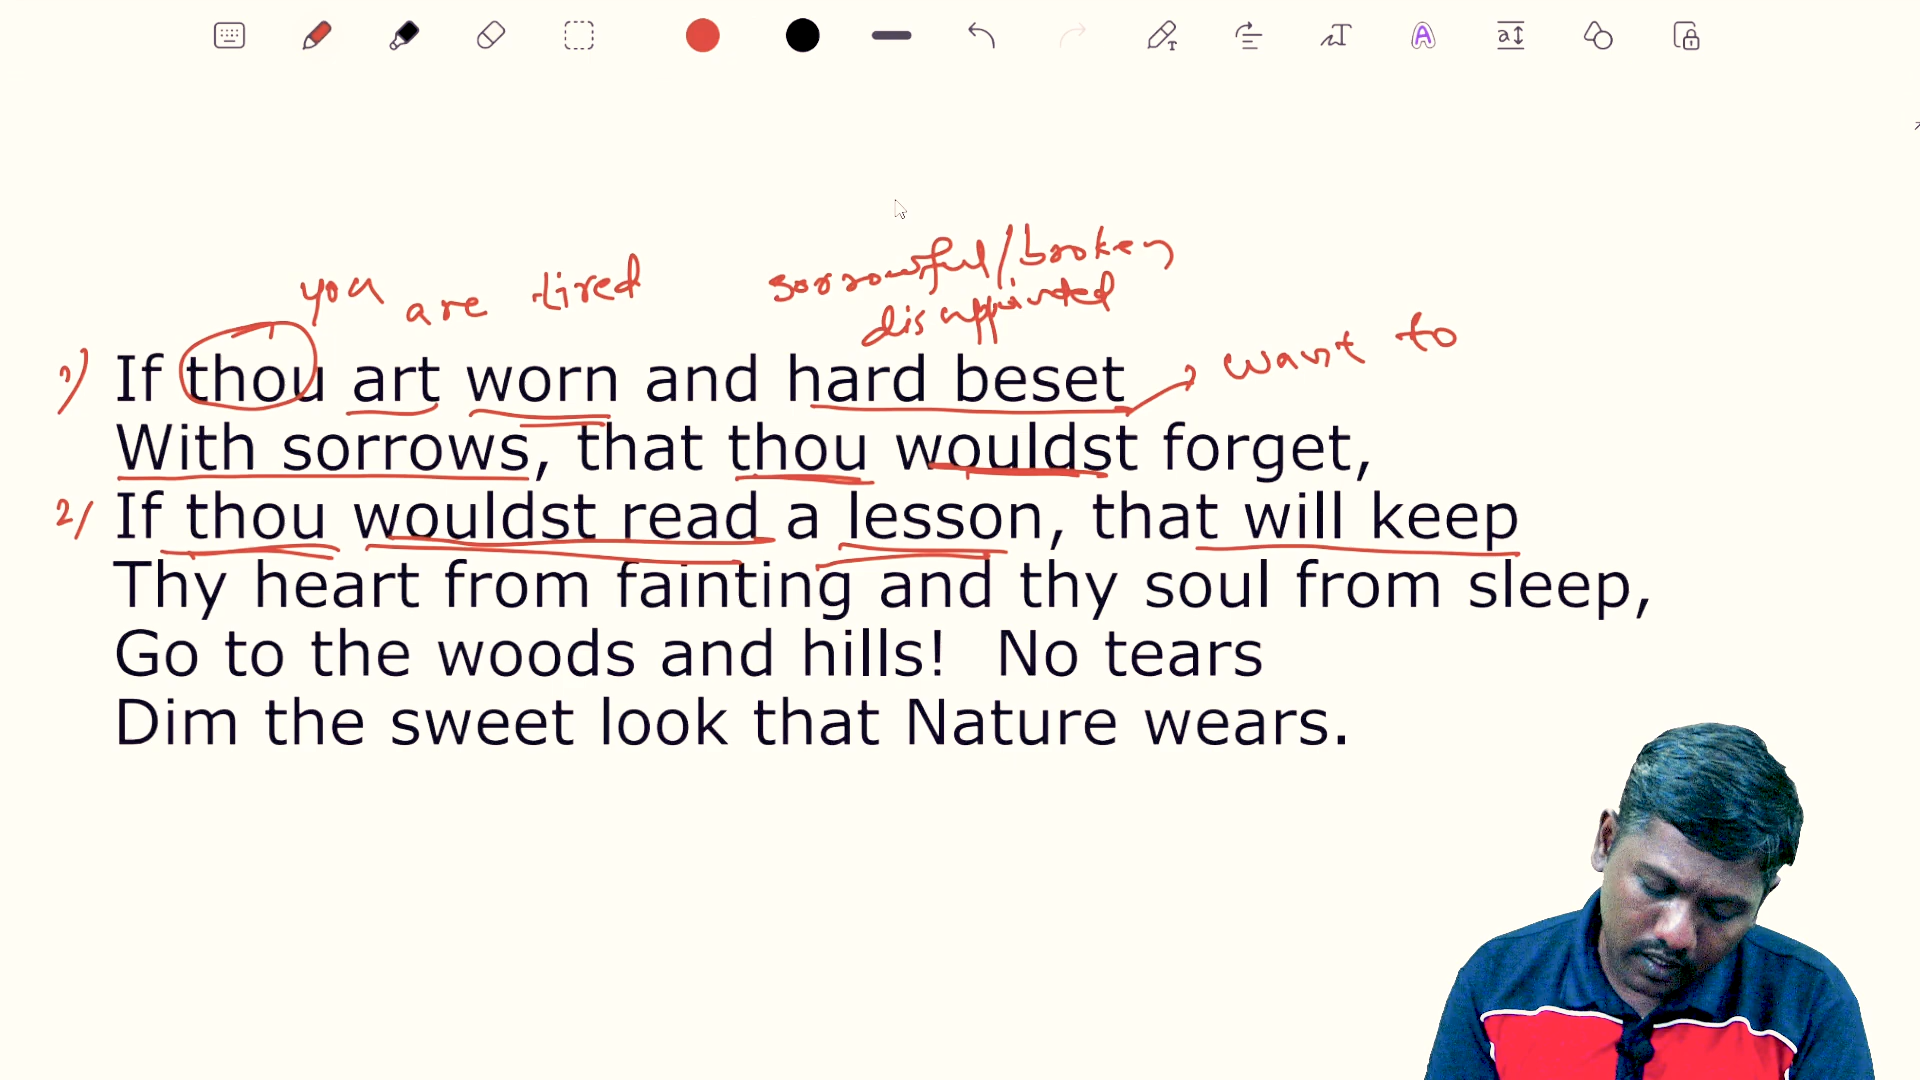 you are tired sorrowful/broken
disappointed
want to
1) If thou art worn and hard beset
With sorrows, that thou wouldst forget,
2) If thou wouldst read a lesson, that will keep
Thy heart from fainting and thy soul from sleep,
Go to the woods and hills! No tears
Dim the sweet look that Nature wears.